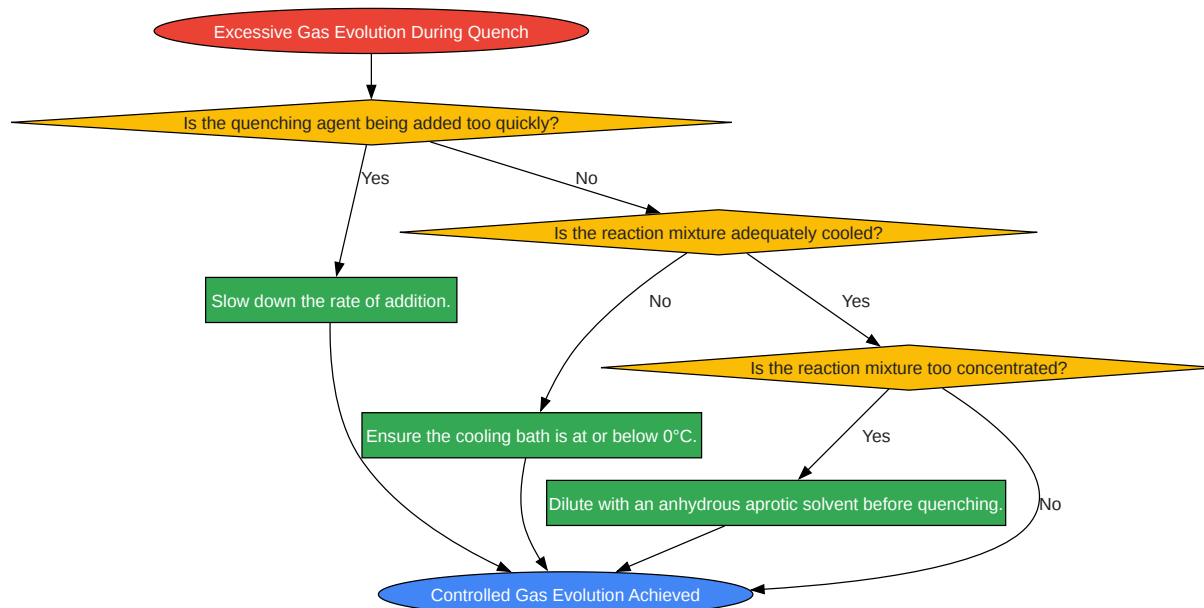 Excessive Gas Evolution During Quench
Is the quenching agent being added too quickly?
Yes
No
Is the reaction mixture adequately cooled?
Slow down the rate of addition.
No
Yes
Is the reaction mixture too concentrated?
Ensure the cooling bath is at or below 0°C.
Yes
Dilute with an anhydrous aprotic solvent before quenching.
No
Controlled Gas Evolution Achieved